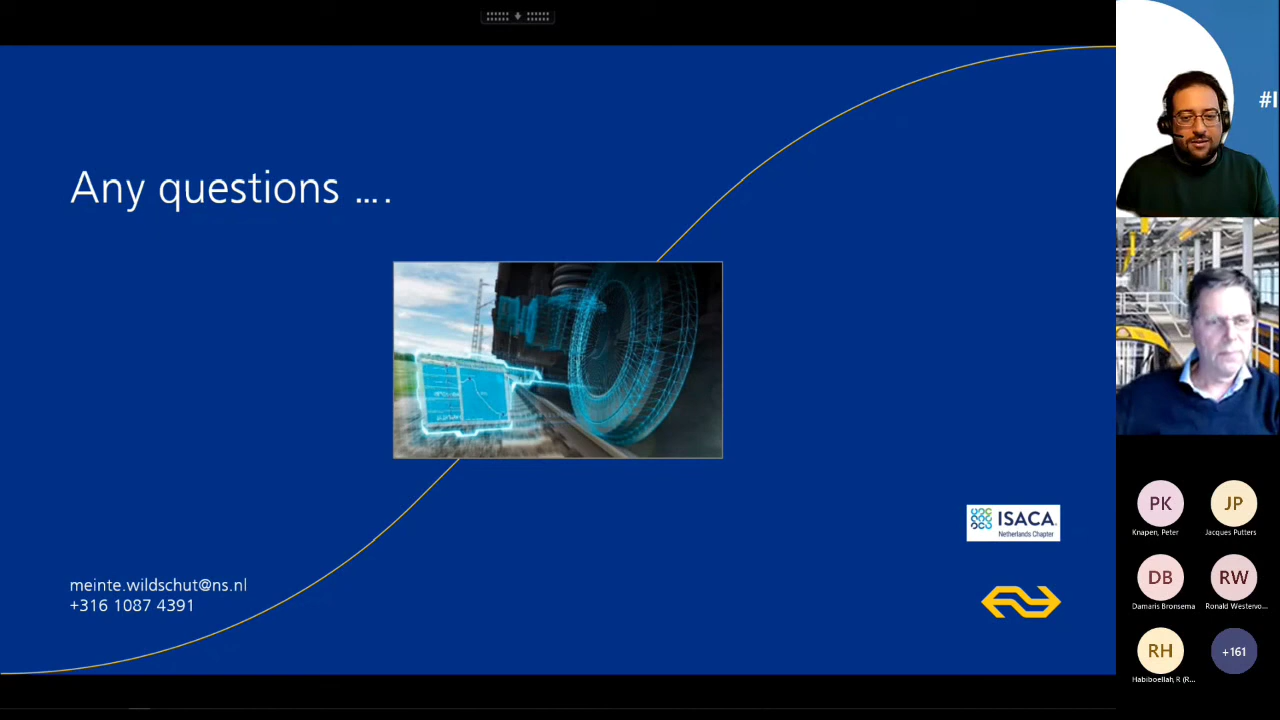 Any questions ....
meinte.wildschut@ns.nl
+316 1087 4391
ISACA.
Netherlands Chapter
#I
PK
JP
Knapen, Peter
Jacques Putters
DB
RW
Damaris Bronsema
Ronald Westervo...
RH
+161
Habiboellah, R (R...